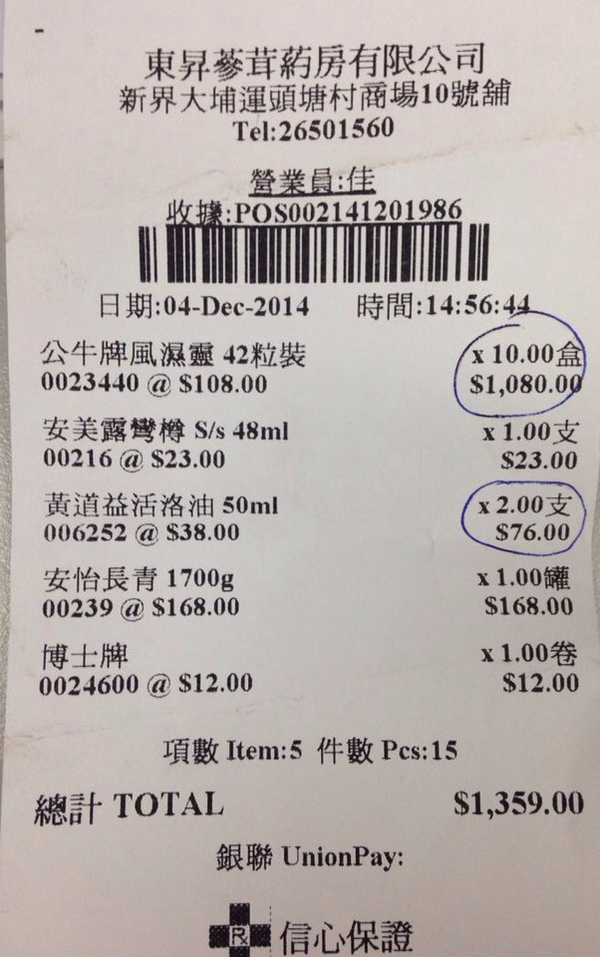 東昇蔘茸葯房有限公司
新界大埔運頭塘村商場10號舖
Tel:26501560
營業員:佳
收據:POS002141201986
日期:04-Dec-2014 時間:14:56:44
公牛牌風濕靈 42粒裝 x 10.00盒
0023440 @ $108.00 $1,080.00
安美露彎樽 S/s 48ml x 1.00支
00216 @ $23.00 $23.00
黃道益活洛油 50ml x 2.00支
006252 @ $38.00 $76.00
安怡長青 1700g x 1.00罐
00239 @ $168.00 $168.00
博士牌 x 1.00卷
0024600 @ $12.00 $12.00
項數 Item:5 件數 Pcs:15
總計 TOTAL $1,359.00
銀聯 UnionPay:
Rx 信心保證